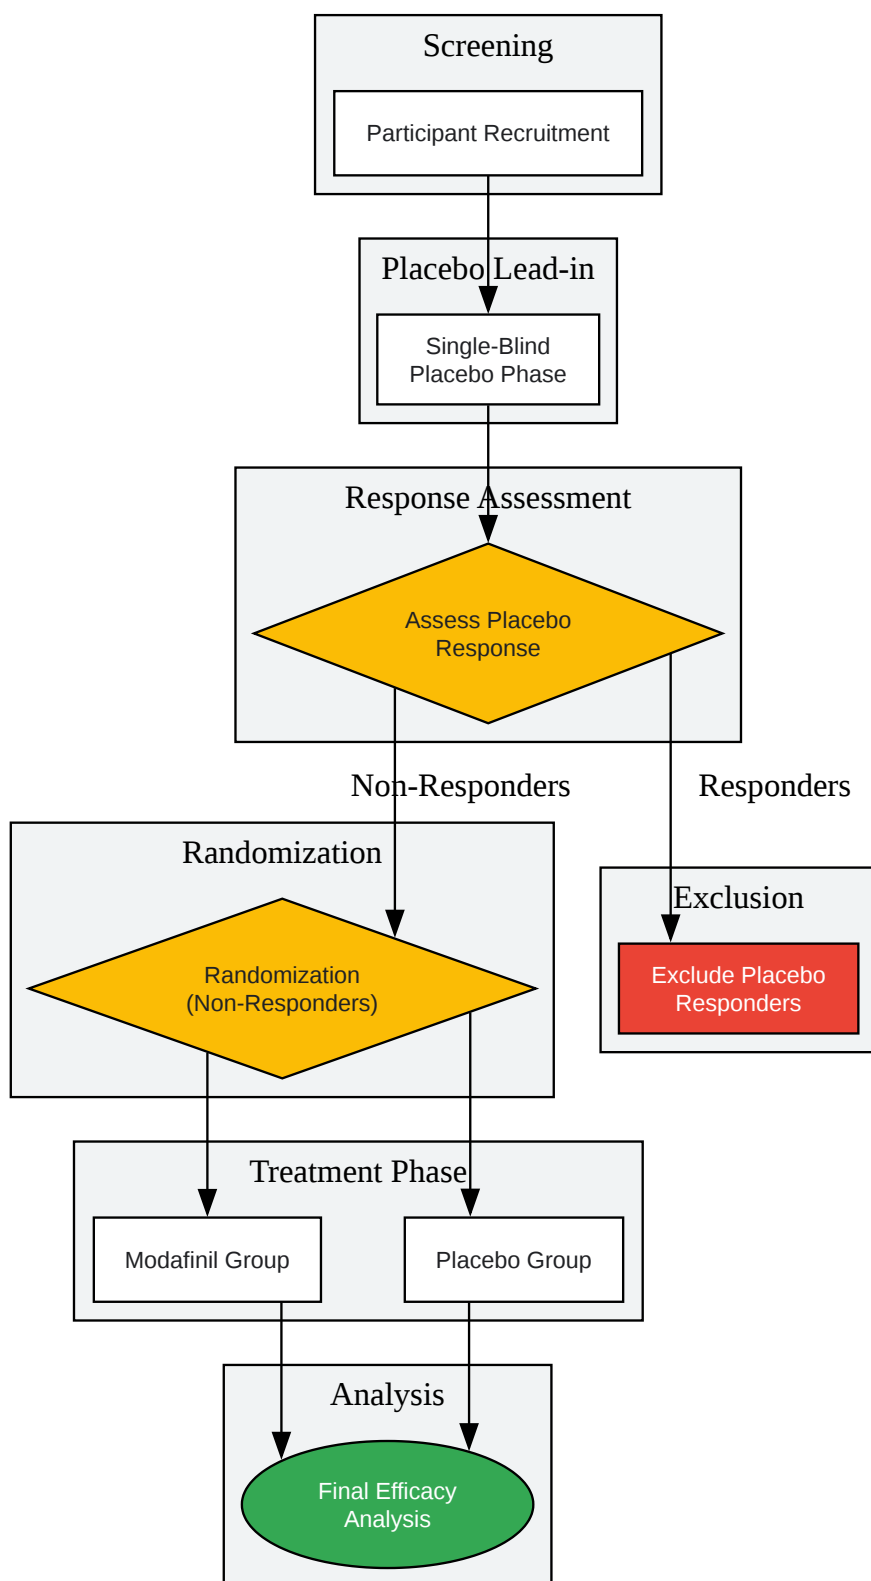 Screening
Participant Recruitment
Placebo Lead-in
Single-Blind
Placebo Phase
Response Assessment
Assess Placebo
Response
Non-Responders
Responders
Randomization
Randomization
(Non-Responders)
Exclusion
Exclude Placebo
Responders
Treatment Phase
Modafinil Group
Placebo Group
Analysis
Final Efficacy
Analysis